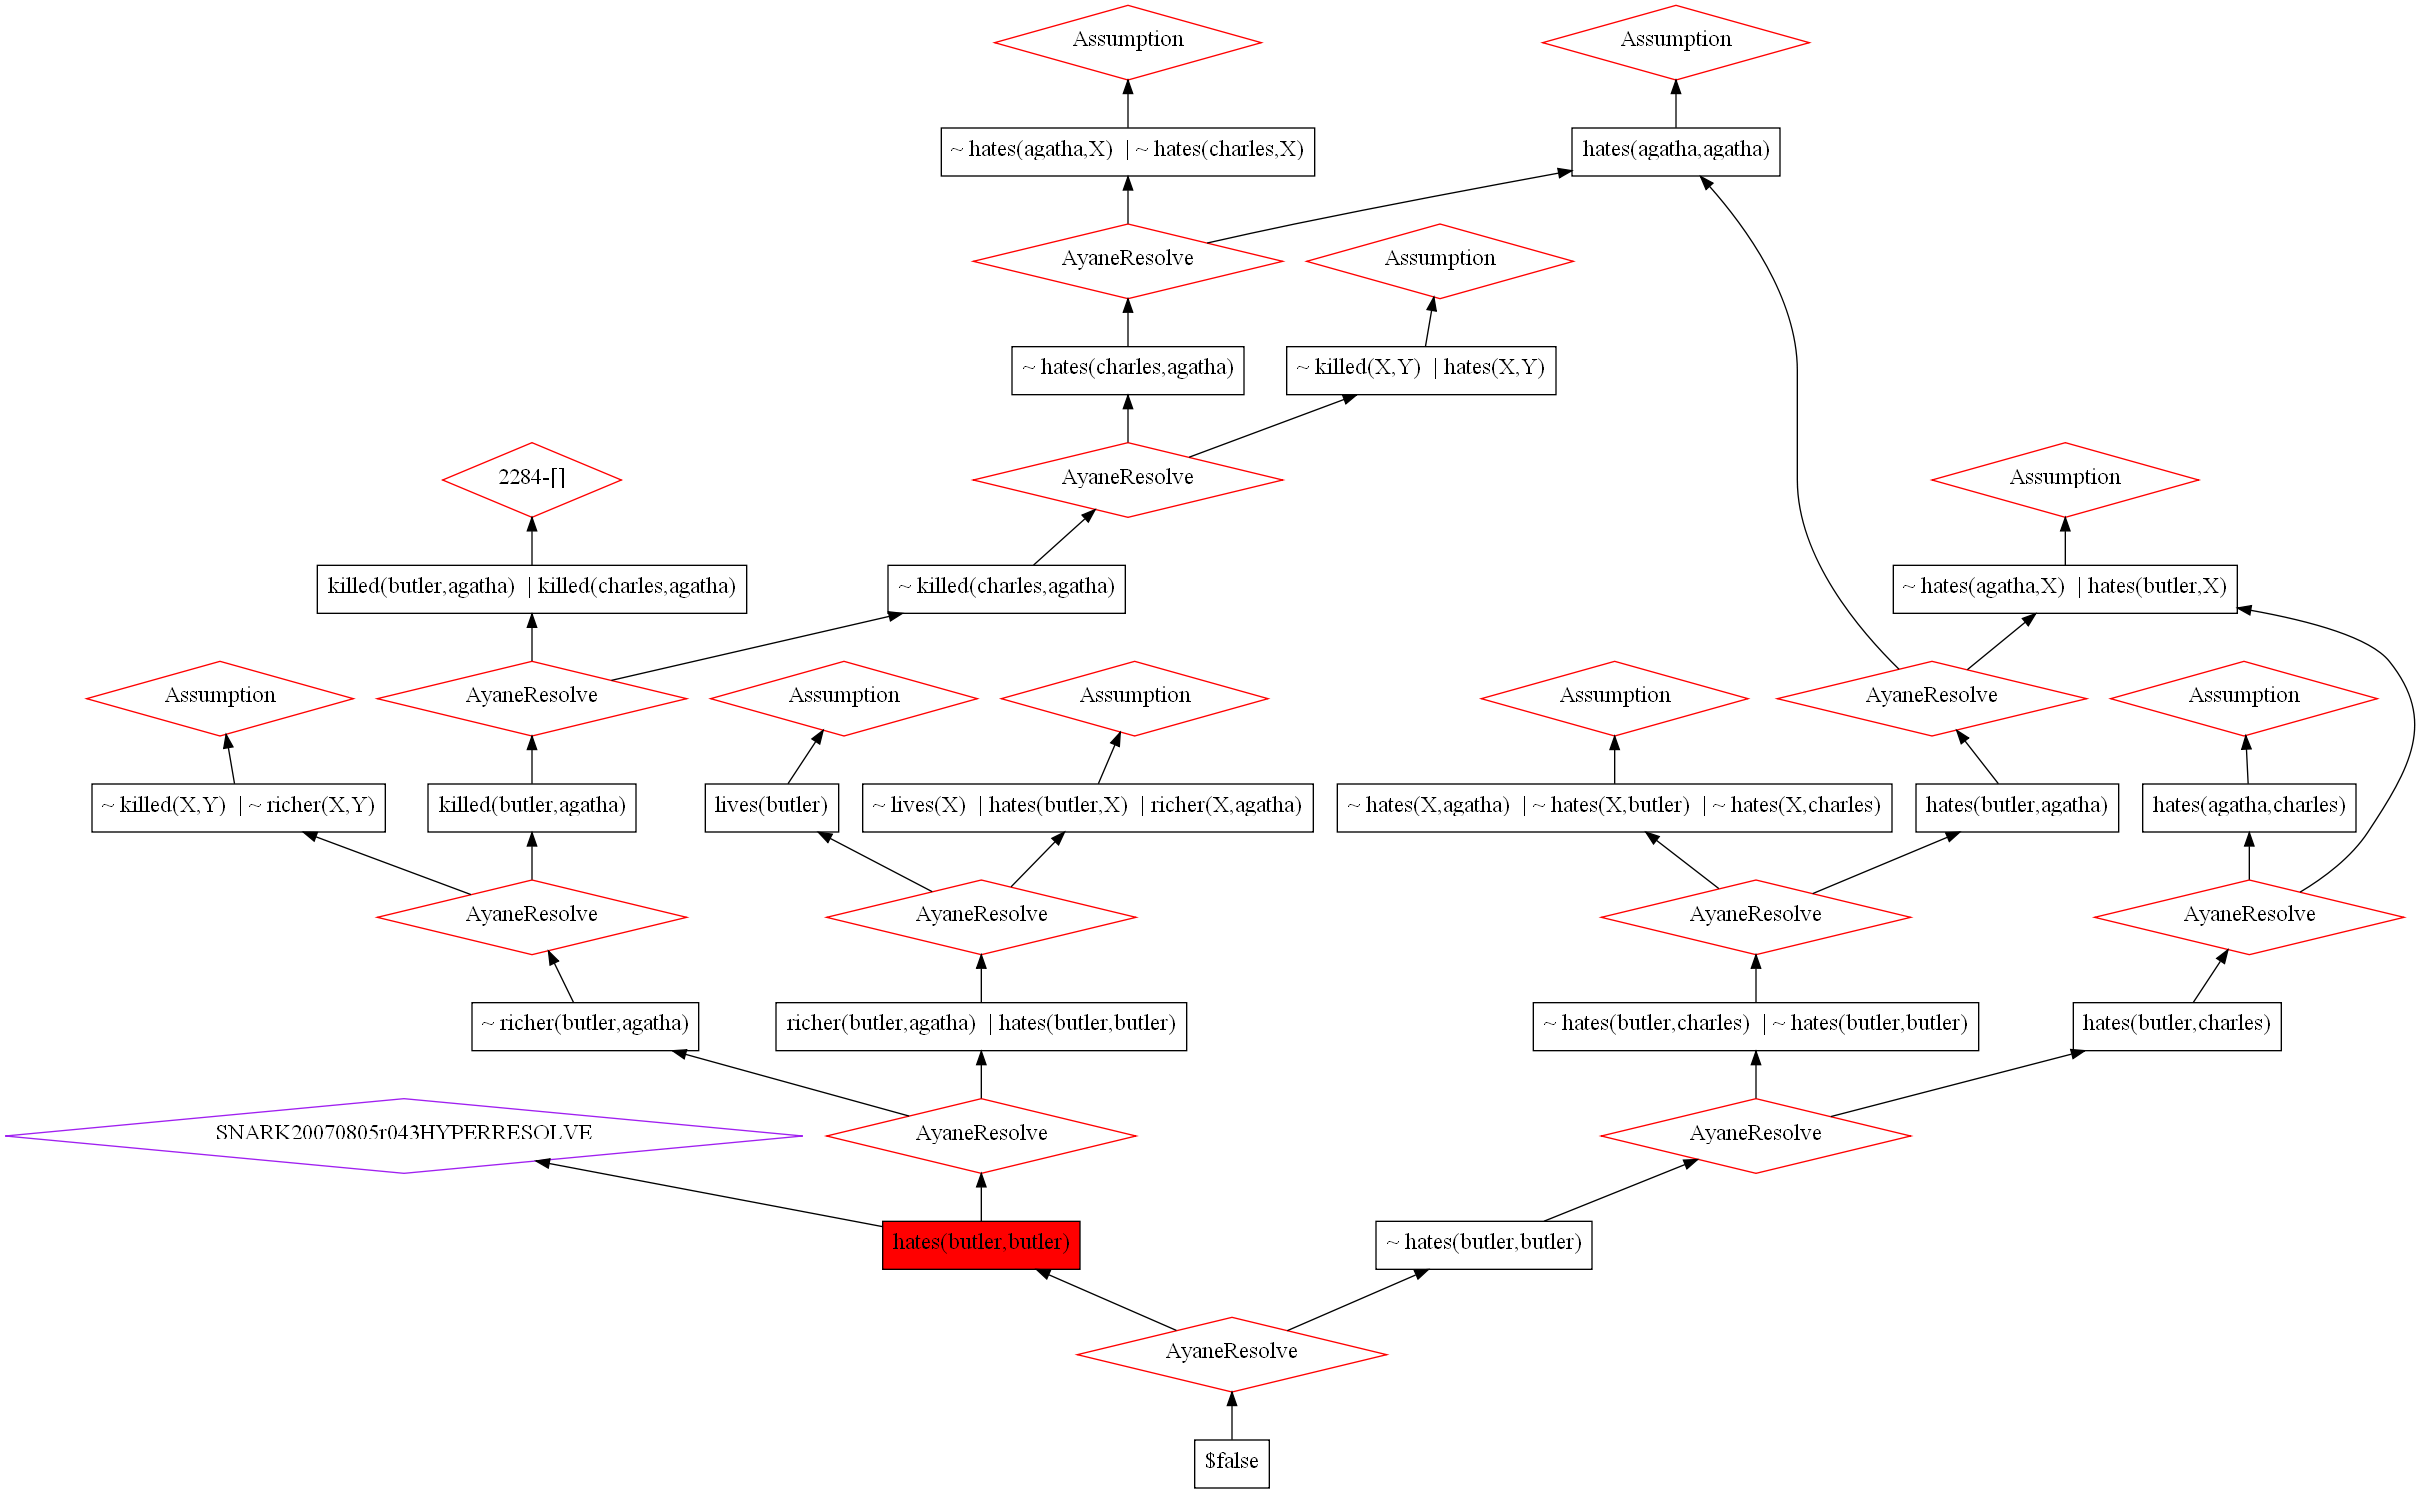 Assumption
Assumption
~ hates(agatha,X) | ~ hates(charles,X)
hates(agatha,agatha)
AyaneResolve
Assumption
~ hates(charles,agatha)
~ killed(X,Y) | hates(X,Y)
2284-[]
AyaneResolve
Assumption
killed(butler,agatha) | killed(charles,agatha)
~ killed(charles,agatha)
~ hates(agatha,X) | hates(butler,X)
Assumption
AyaneResolve
Assumption
Assumption
Assumption
AyaneResolve
Assumption
~ killed(X,Y) | ~ richer(X,Y)
killed(butler,agatha)
lives(butler)
~ lives(X) | hates(butler,X) | richer(X,agatha)
~ hates(X,agatha) | ~ hates(X,butler) | ~ hates(X,charles)
hates(butler,agatha)
hates(agatha,charles)
AyaneResolve
AyaneResolve
AyaneResolve
AyaneResolve
~ richer(butler,agatha)
richer(butler,agatha) | hates(butler,butler)
~ hates(butler,charles) | ~ hates(butler,butler)
hates(butler,charles)
SNARK20070805r043HYPERRESOLVE
AyaneResolve
AyaneResolve
hates(butler,butler)
~ hates(butler,butler)
AyaneResolve
$false